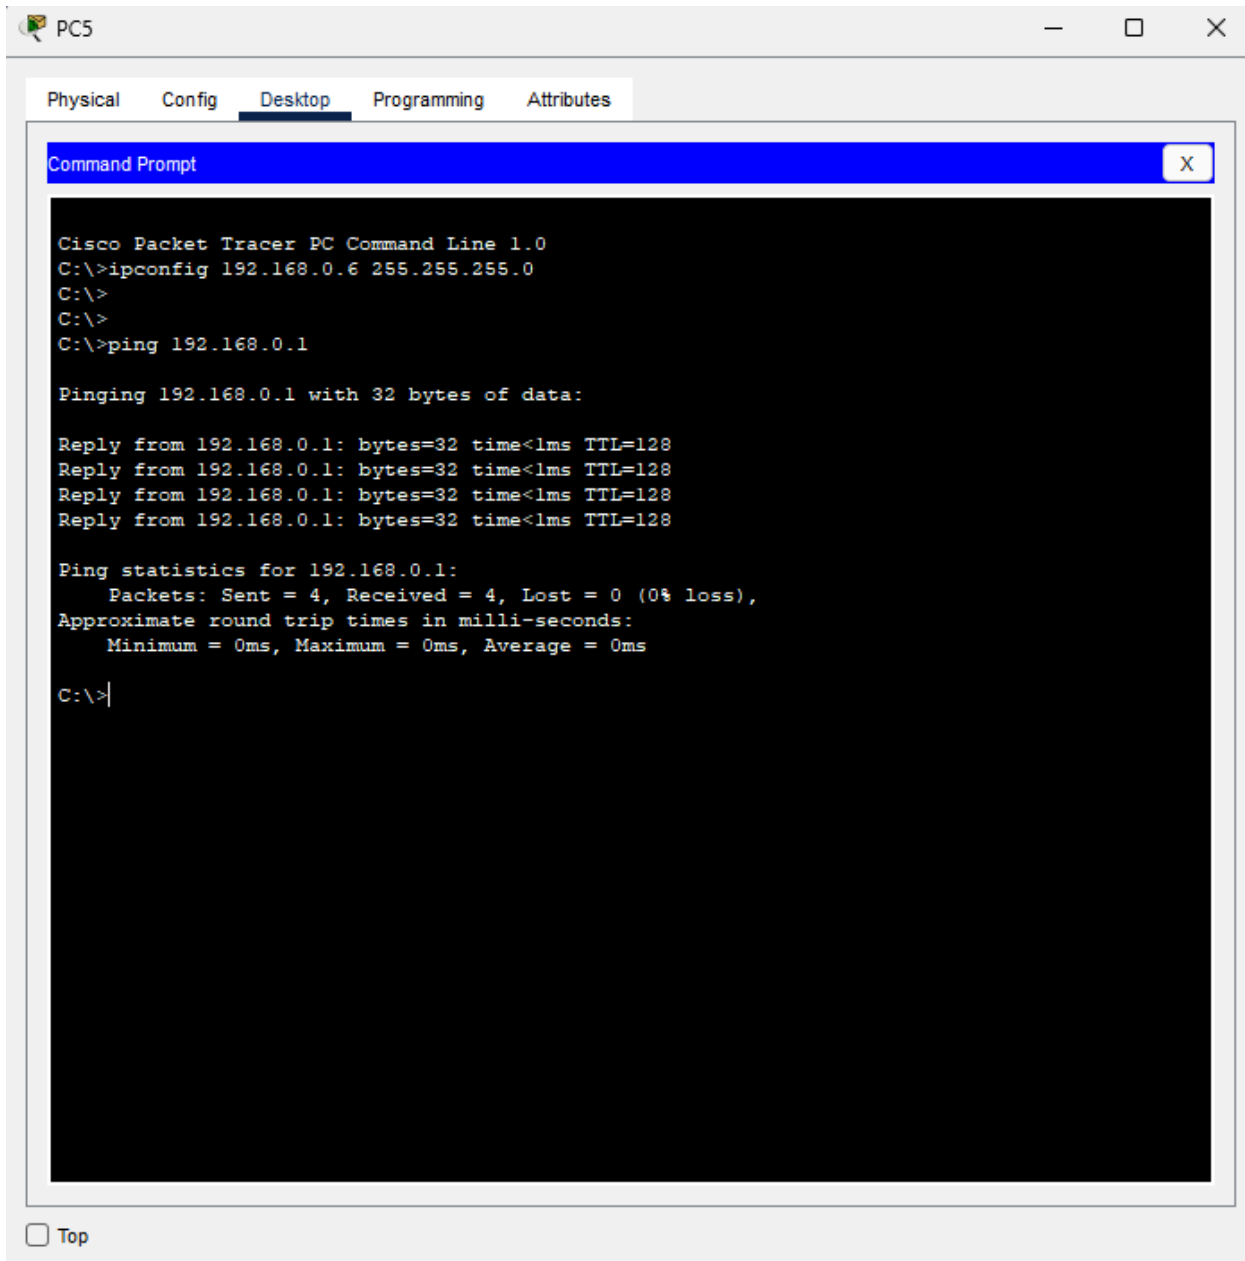 PC5
Physical Config Desktop Programming Attributes
Command Prompt
X
Cisco Packet Tracer PC Command Line 1.0
C:\>ipconfig 192.168.0.6 255.255.255.0
C:\>
C:\>
C:\>ping 192.168.0.1
Pinging 192.168.0.1 with 32 bytes of data:
Reply from 192.168.0.1: bytes=32 time<1ms TTL=128
Reply from 192.168.0.1: bytes=32 time<1ms TTL=128
Reply from 192.168.0.1: bytes=32 time<1ms TTL=128
Reply from 192.168.0.1: bytes=32 time<1ms TTL=128
Ping statistics for 192.168.0.1:
    Packets: Sent = 4, Received = 4, Lost = 0 (0% loss),
Approximate round trip times in milli-seconds:
    Minimum = 0ms, Maximum = 0ms, Average = 0ms
C:\>
Top